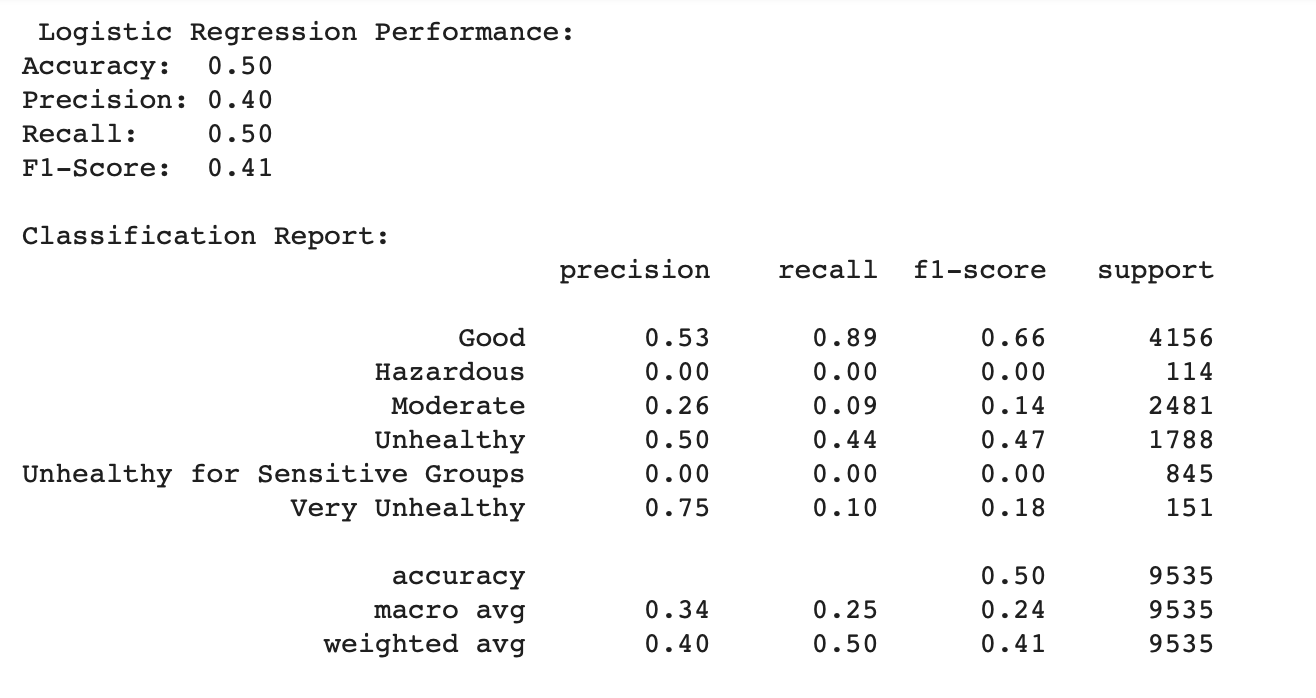 Logistic Regression Performance:
Accuracy: 0.50
Precision: 0.40
Recall: 0.50
F1-Score: 0.41
Classification Report:
precision recall f1-score support
Good 0.53 0.89 0.66 4156
Hazardous 0.00 0.00 0.00 114
Moderate 0.26 0.09 0.14 2481
Unhealthy 0.50 0.44 0.47 1788
Unhealthy for Sensitive Groups 0.00 0.00 0.00 845
Very Unhealthy 0.75 0.10 0.18 151
accuracy 0.50 9535
macro avg 0.34 0.25 0.24 9535
weighted avg 0.40 0.50 0.41 9535